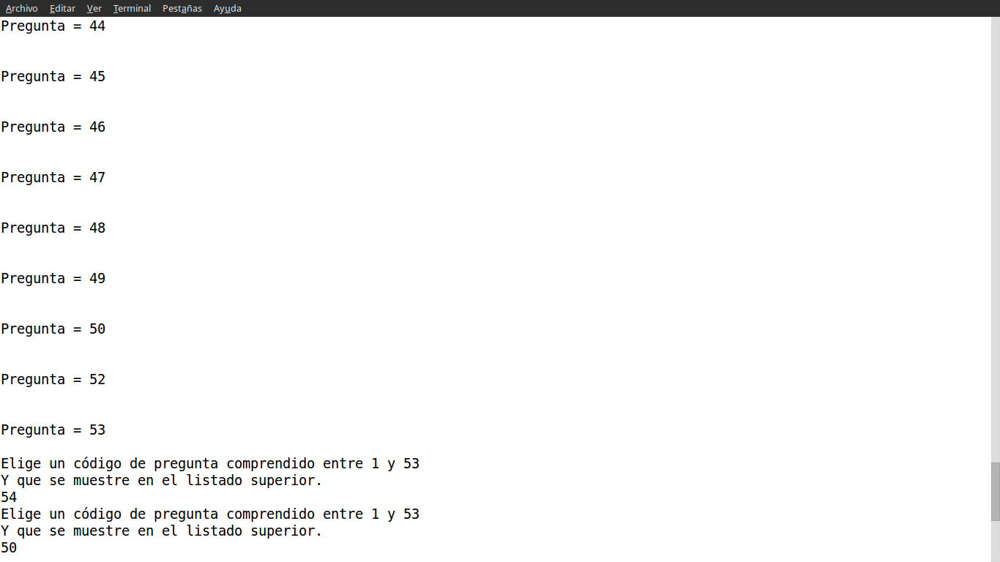 Archivo Editar Ver Terminal Pestañas Ayuda
Pregunta = 44
Pregunta = 45
Pregunta = 46
Pregunta = 47
Pregunta = 48
Pregunta = 49
Pregunta = 50
Pregunta = 52
Pregunta = 53
Elige un código de pregunta comprendido entre 1 y 53
Y que se muestre en el listado superior.
54
Elige un código de pregunta comprendido entre 1 y 53
Y que se muestre en el listado superior.
50